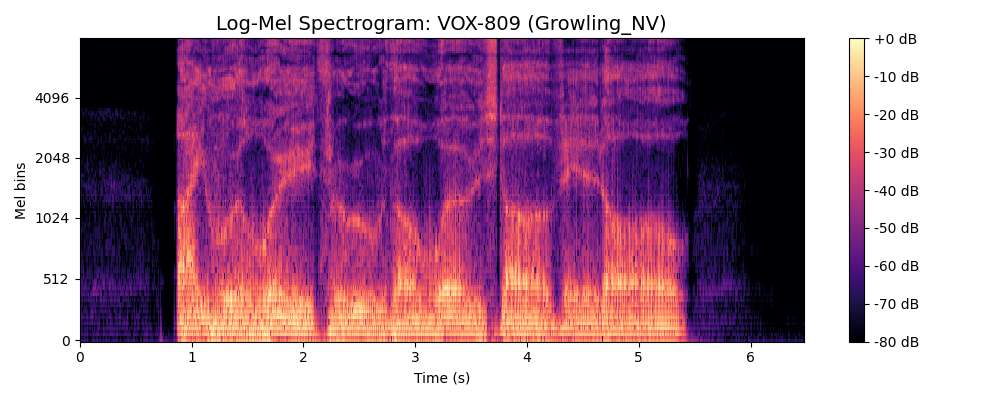 Log-Mel Spectrogram: VOX-809 (Growling_NV)
Mel bins
4096
2048
1024
512
0
0 1 2 3 4 5 6
Time (s)
+0 dB
-10 dB
-20 dB
-30 dB
-40 dB
-50 dB
-60 dB
-70 dB
-80 dB